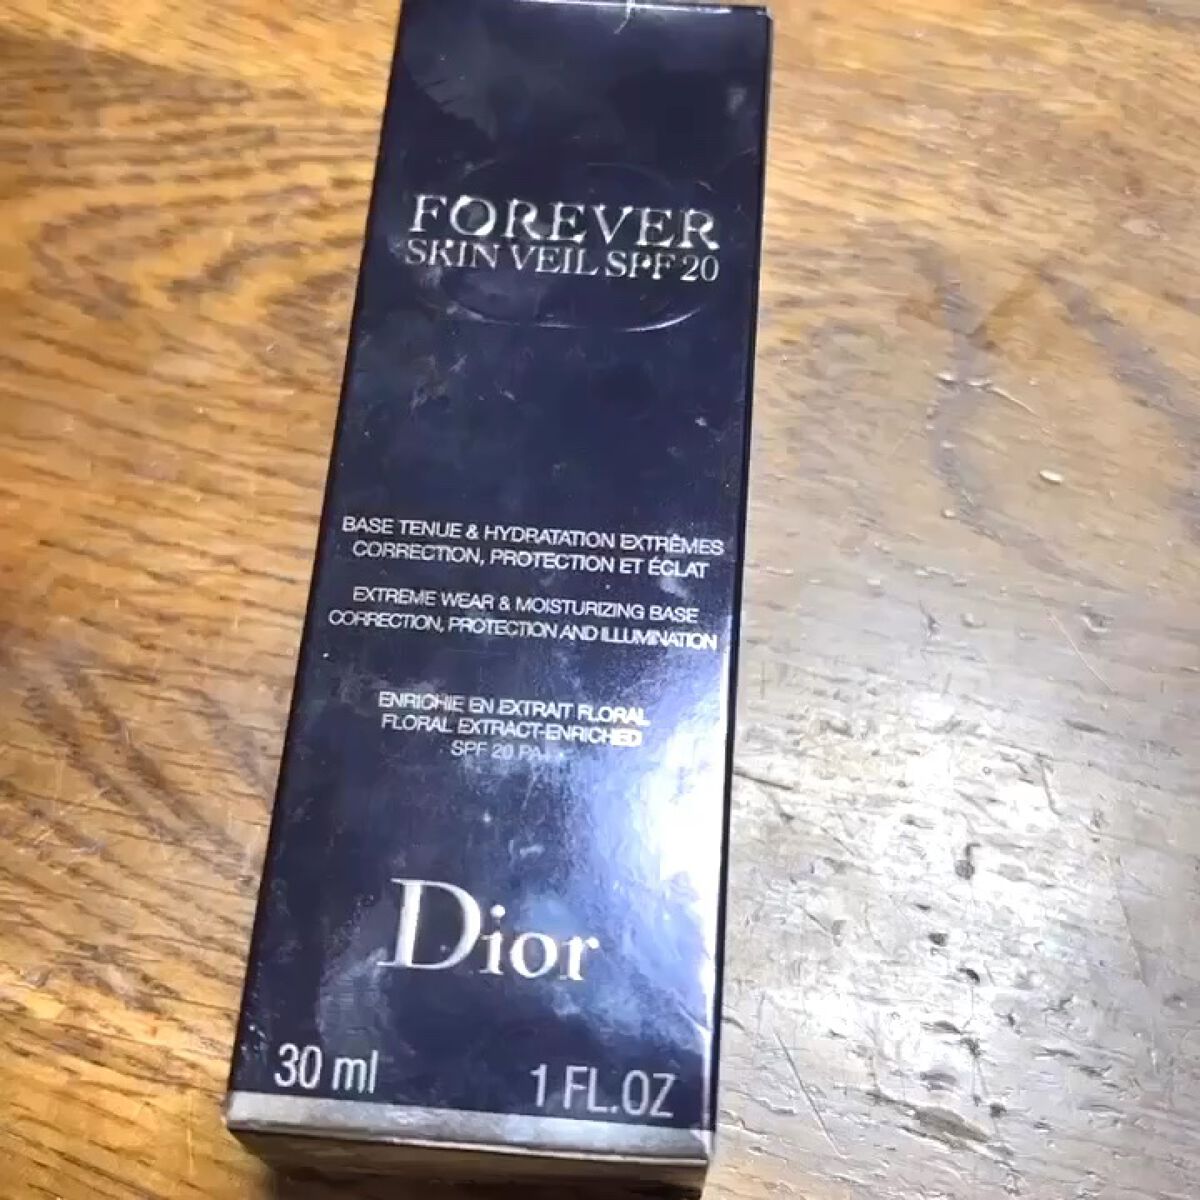 FOREVER
SKIN VEIL SPF 20
BASE TENUE & HYDRATATION EXTRÊMES
CORRECTION, PROTECTION ET ÉCLAT
EXTREME WEAR & MOISTURIZING BASE
CORRECTION, PROTECTION AND ILLUMINATION
ENRICHIE EN EXTRAIT FLORAL
FLORAL EXTRACT-ENRICHED
SPF 20 PA++
Dior
30 ml 1 FL.OZ